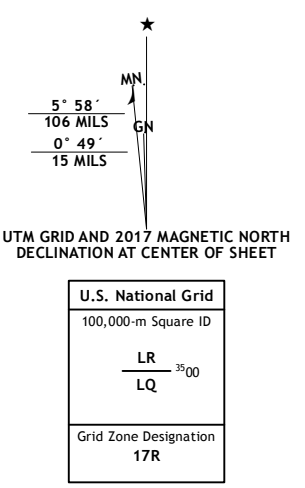 MN
GN
5° 58´
106 MILS
0° 49´
15 MILS
UTM GRID AND 2017 MAGNETIC NORTH
DECLINATION AT CENTER OF SHEET
U.S. National Grid
100,000-m Square ID
LR
3500
LQ
Grid Zone Designation
17R